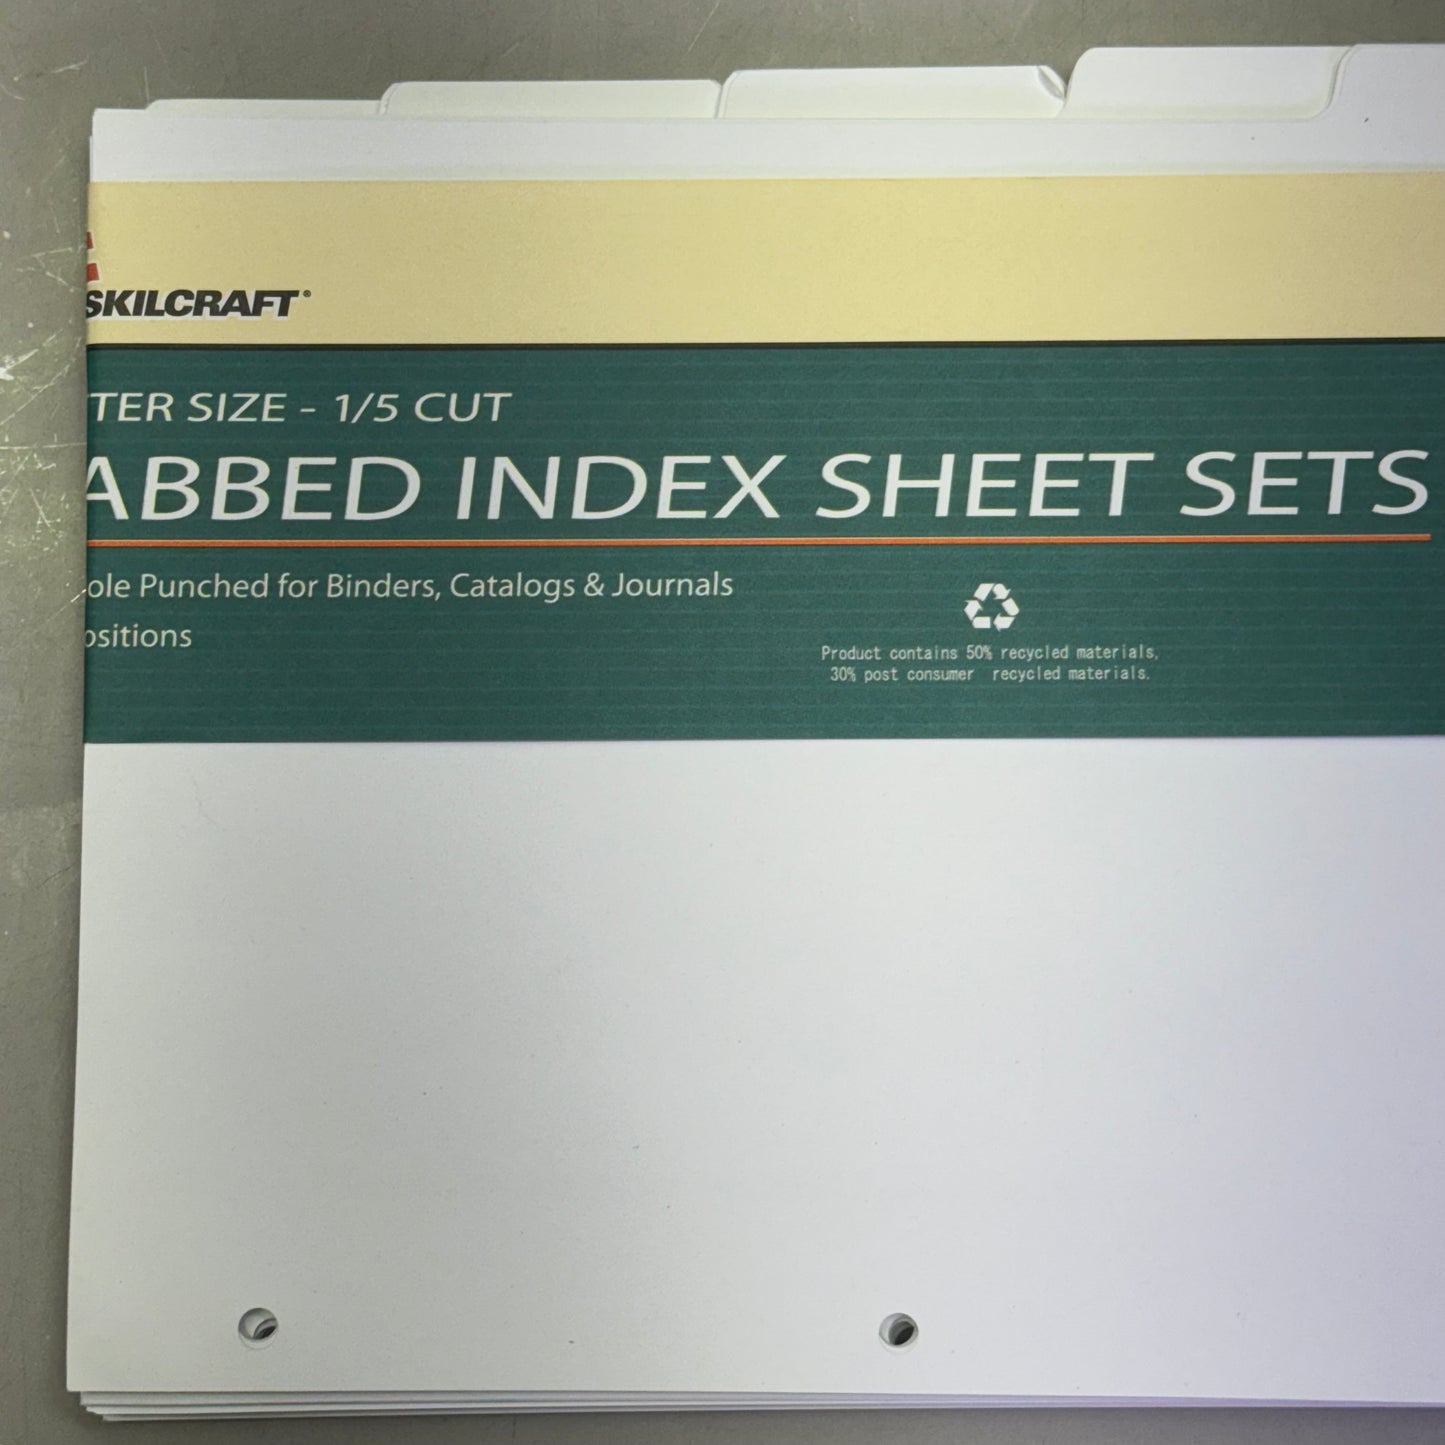 SKILCRAFT®
TER SIZE - 1/5 CUT
ABBED INDEX SHEET SETS
ole Punched for Binders, Catalogs & Journals
ositions
Product contains 50% recycled materials,
30% post consumer recycled materials.